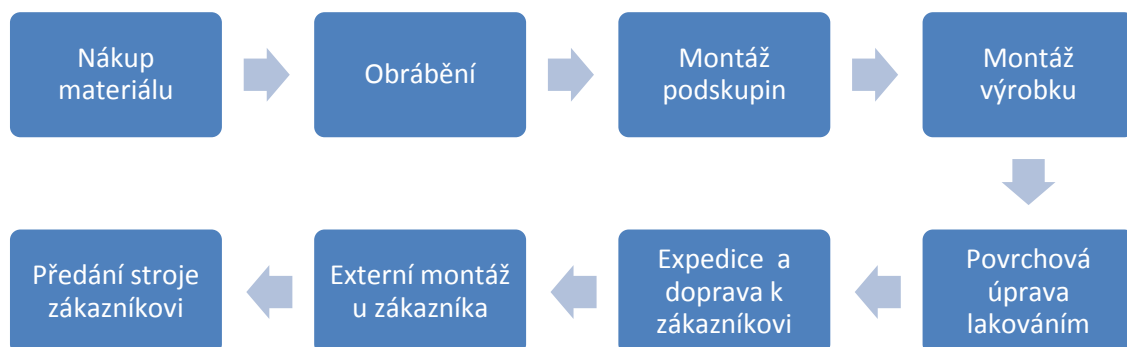 Nákup
materiálu
Obrábění
Montáž
podskupin
Montáž
výrobku
Povrchová
úprava
lakováním
Expedice a
doprava k
zákazníkovi
Externí montáž
u zákazníka
Předání stroje
zákazníkovi